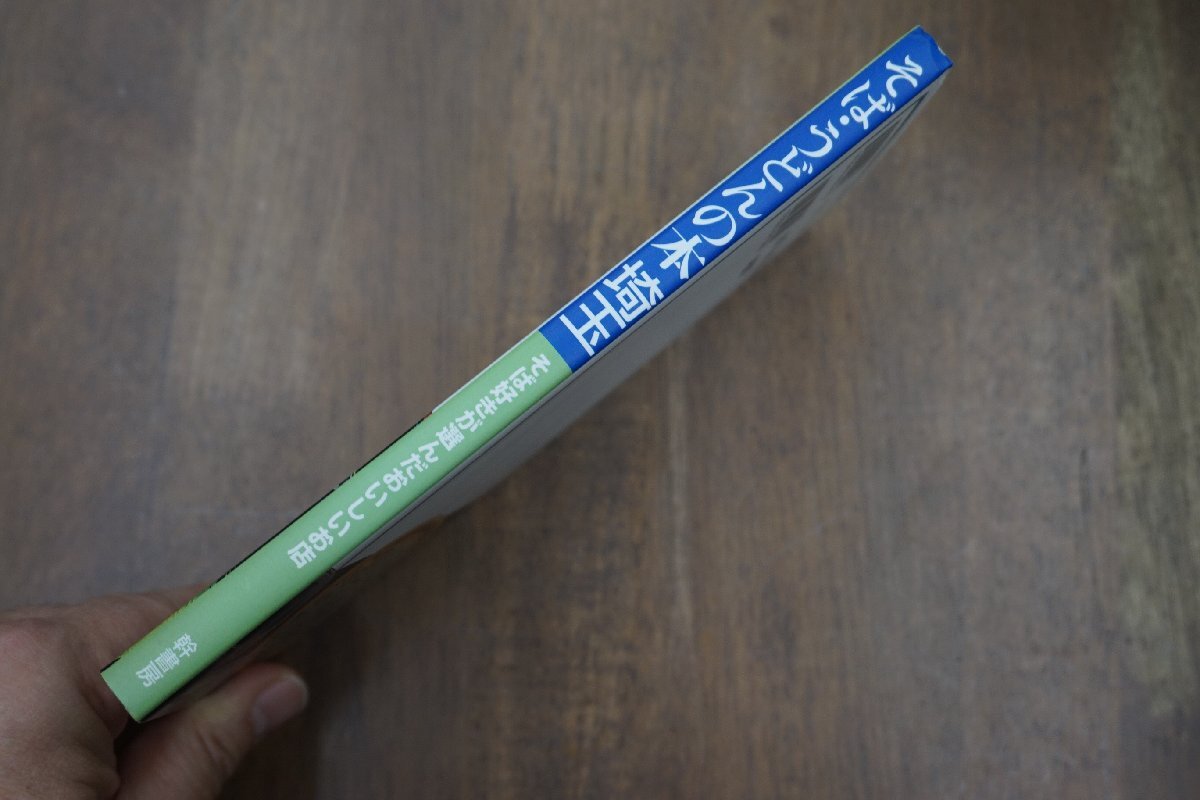 そば・うどんの本 埼玉
そば好きが選んだおいしいお店
幹書房